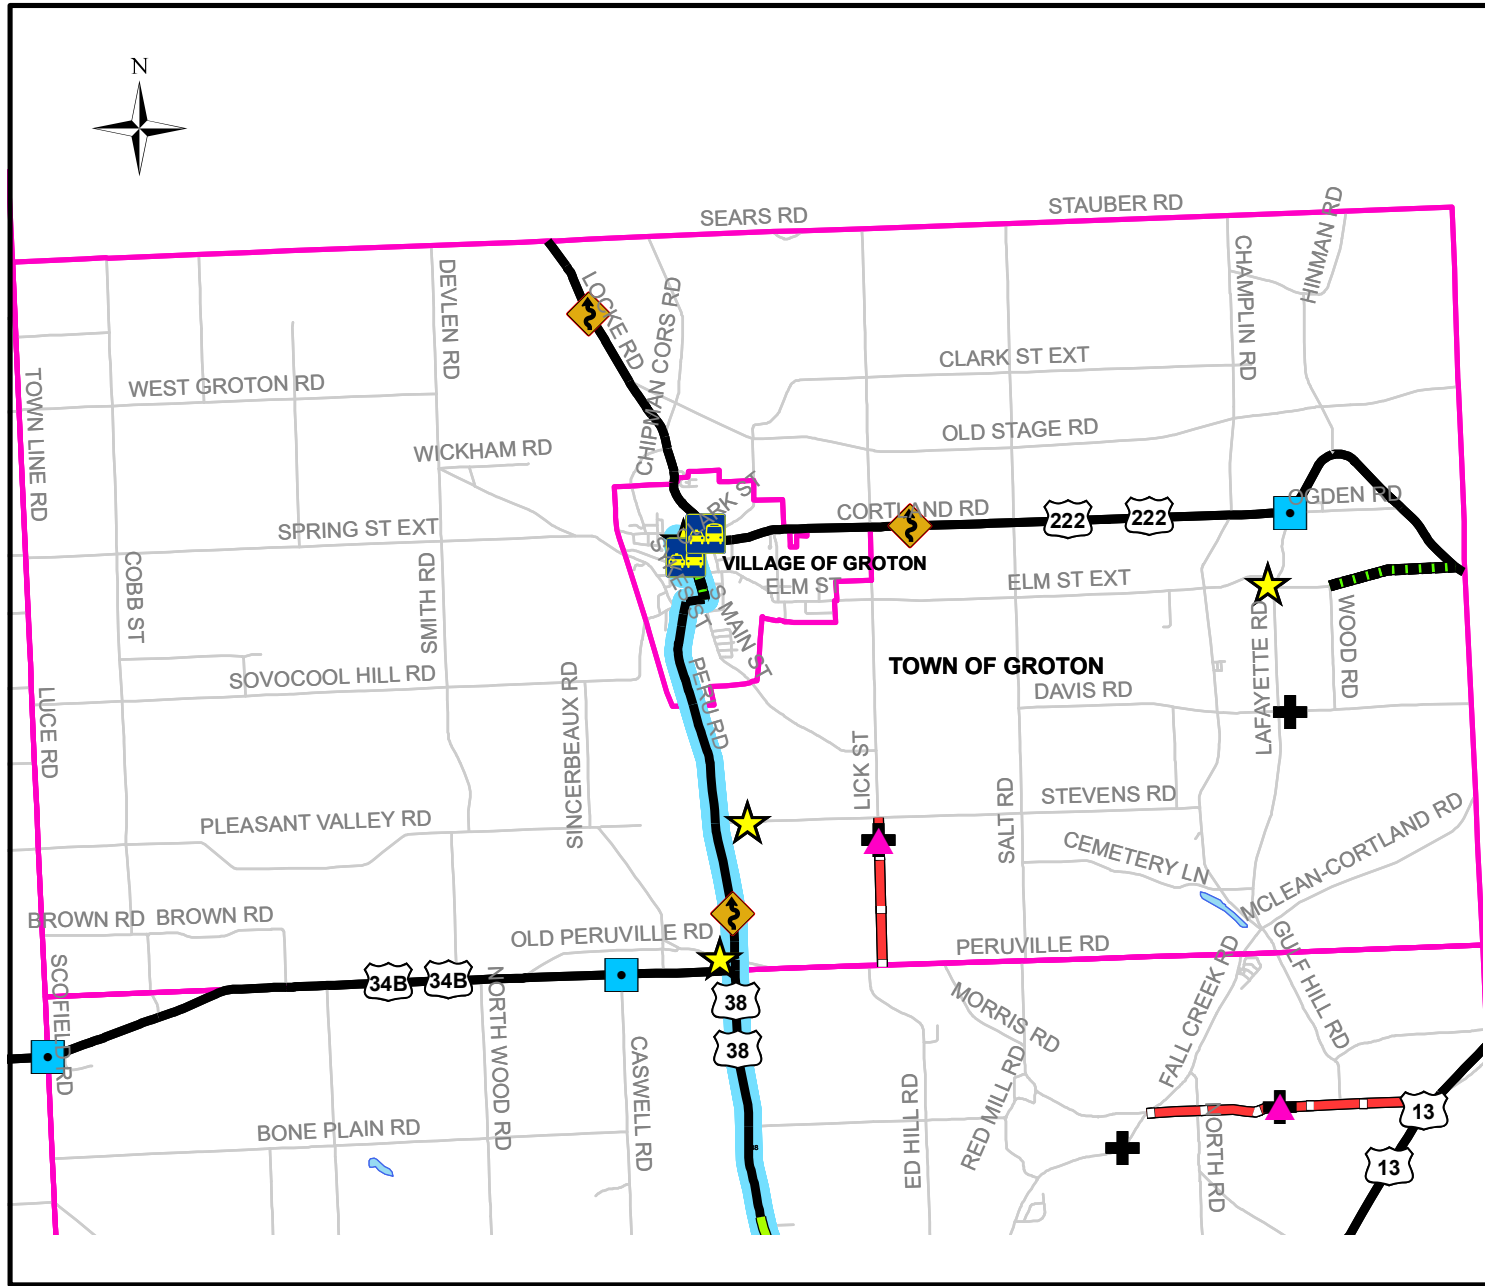 N
SEARS RD
STAUBER RD
HINMAN RD
CHAMPLIN RD
DEVLEN RD
LOCKE RD
CHIPMAN CORS RD
CLARK ST EXT
TOWN LINE RD
WEST GROTON RD
WICKHAM RD
OLD STAGE RD
CORTLAND RD
222
222
OGDEN RD
SPRING ST EXT
VILLAGE OF GROTON
ELM ST
ELM ST EXT
COBB ST
SMITH RD
S MAIN ST
WOOD RD
LAFAYETTE RD
TOWN OF GROTON
SOVOCOOL HILL RD
DAVIS RD
PERU RD
LUCE RD
SINCERBEAUX RD
LICK ST
SALT RD
STEVENS RD
PLEASANT VALLEY RD
CEMETERY LN
MCLEAN-CORTLAND RD
BROWN RD
BROWN RD
OLD PERUVILLE RD
PERUVILLE RD
SCOFIELD RD
34B
34B
38
38
NORTH WOOD RD
CASWELL RD
MORRIS RD
FALL CREEK RD
GULF HILL RD
ED HILL RD
RED MILL RD
NORTH RD
BONE PLAIN RD
13
13